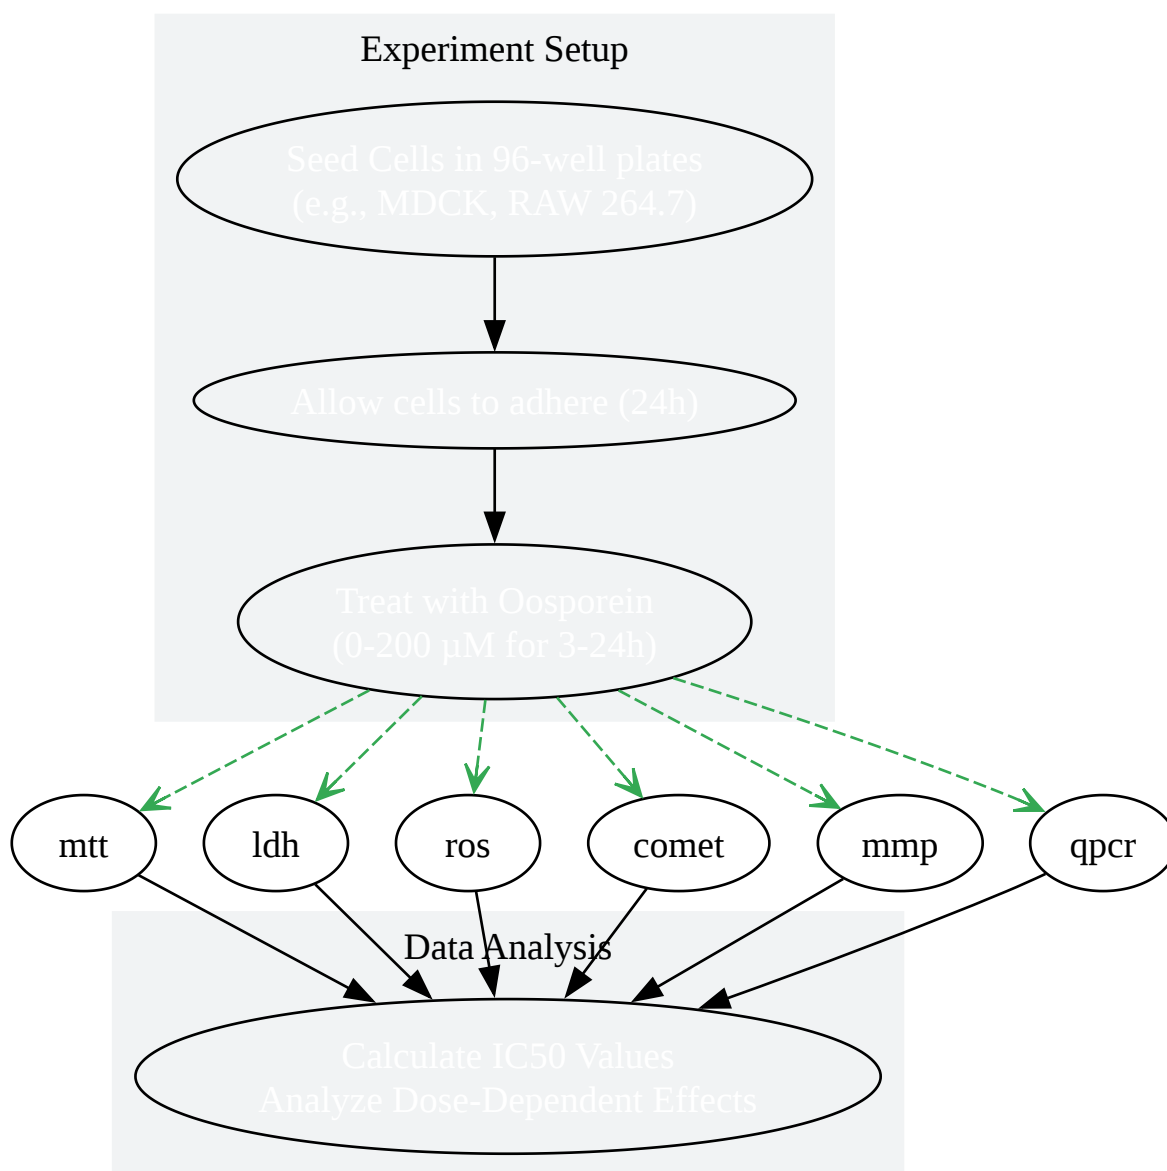 Experiment Setup
Seed Cells in 96-well plates
(e.g., MDCK, RAW 264.7)
Allow cells to adhere (24h)
Treat with Oosporein
(0-200 µM for 3-24h)
mtt
ldh
ros
comet
mmp
qpcr
Data Analysis
Calculate IC50 Values
Analyze Dose-Dependent Effects